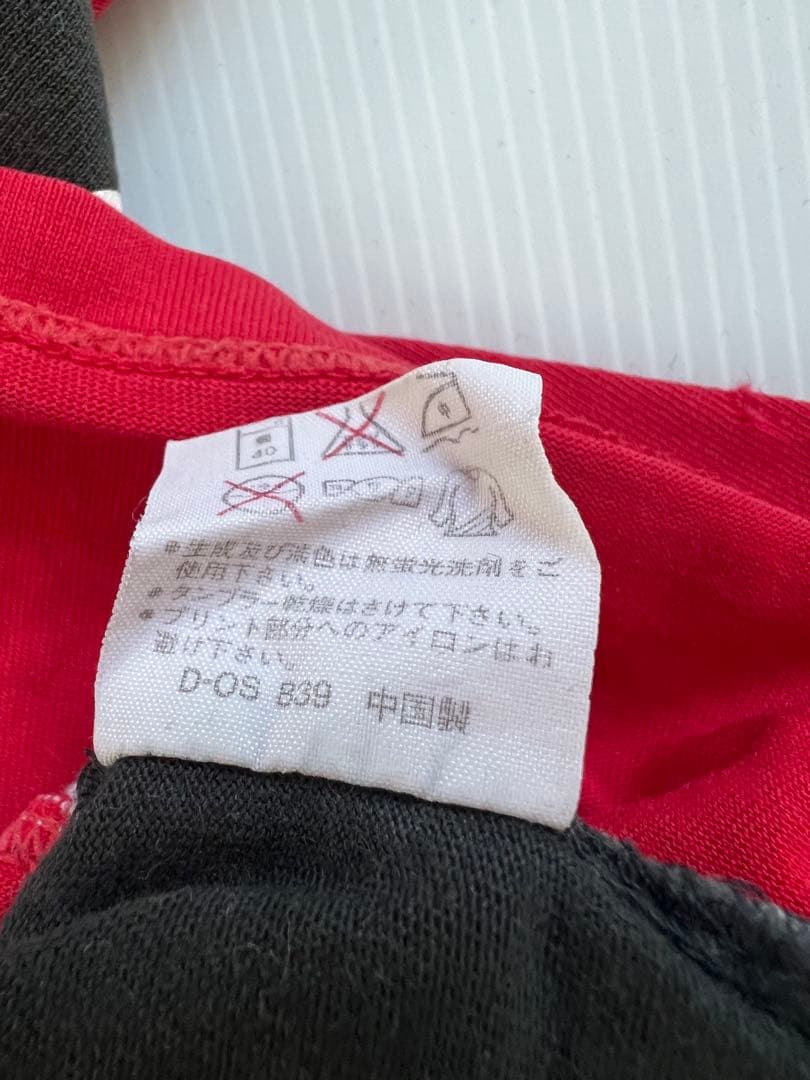 40
*生成及び淡色は無蛍光洗剤をご
使用下さい。
*タンブラー乾燥はさけて下さい。
*プリント部分へのアイロンはお
避け下さい。
D-OS B39 中国製